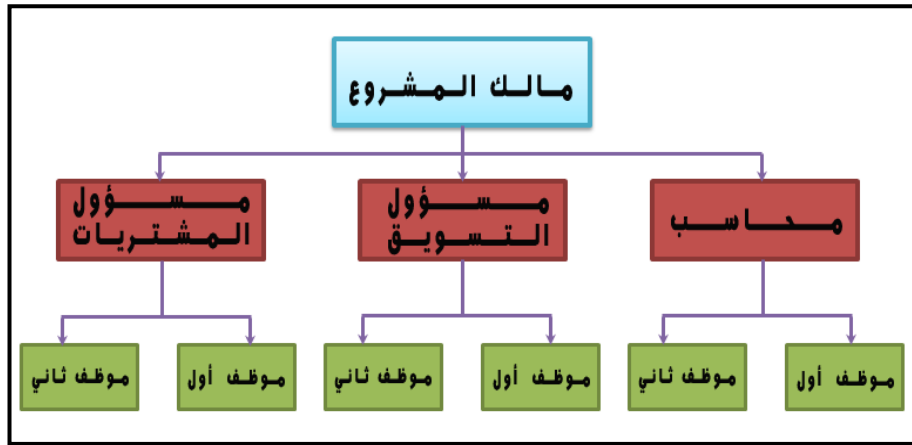 مالك المشروع
محاسب
مسؤول
التسويق
مسؤول
المشتريات
موظف أول
موظف ثاني
موظف أول
موظف ثاني
موظف أول
موظف ثاني